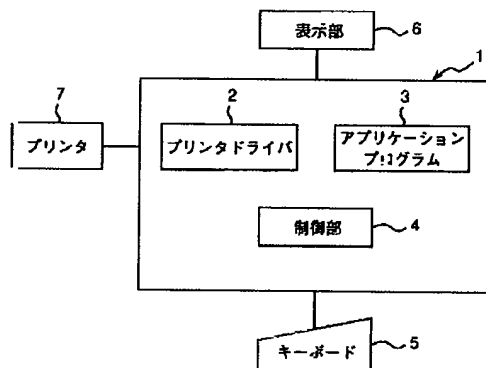 表示部
6
1
7
プリンタ
2
プリンタドライバ
3
アプリケーション
プログラム
制御部
4
キーボード
5